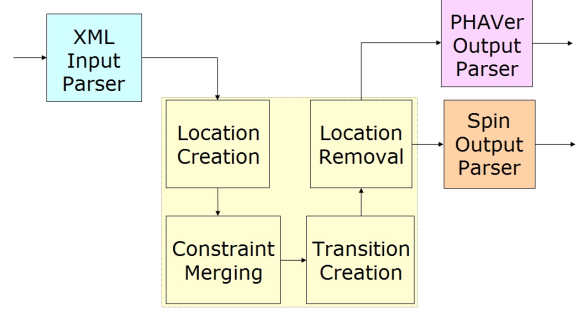 XML
Input
Parser
Location
Creation
Constraint
Merging
Transition
Creation
Location
Removal
PHAVer
Output
Parser
Spin
Output
Parser